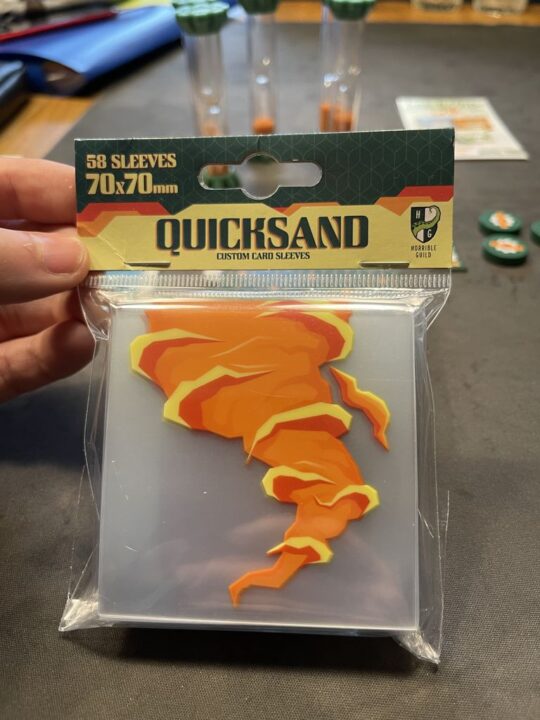 58 SLEEVES
70x70mm
QUICKSAND
CUSTOM CARD SLEEVES
H
G
HORRIBLE
GUILD